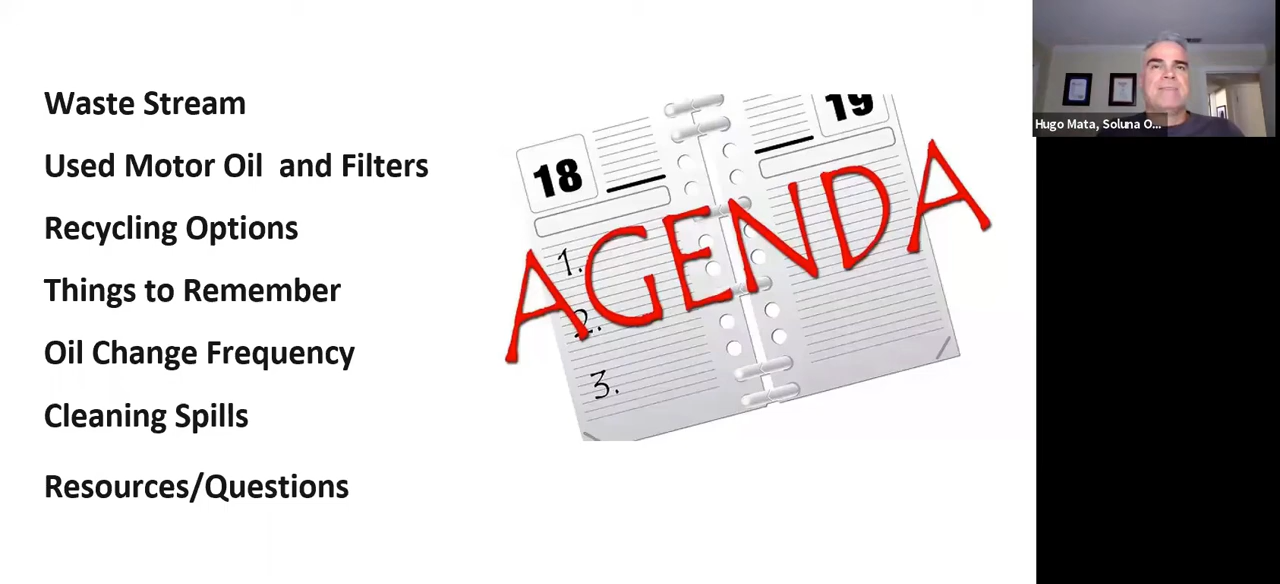 Waste Stream
Used Motor Oil and Filters
Recycling Options
Things to Remember
Oil Change Frequency
Cleaning Spills
Resources/Questions
18
19
AGENDA
1.
2.
3.
Hugo Mata, Soluna O...